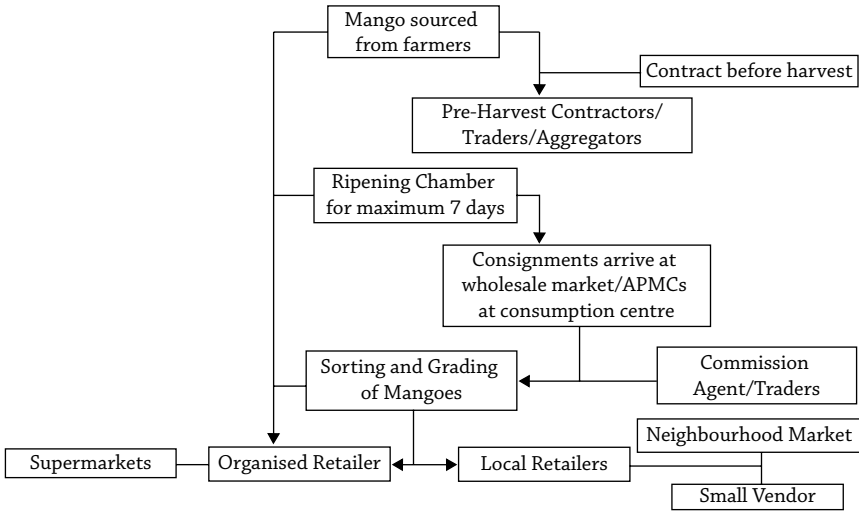 Mango sourced
from farmers
Contract before harvest
Pre-Harvest Contractors/
Traders/Aggregators
Ripening Chamber
for maximum 7 days
Consignments arrive at
wholesale market/APMCs
at consumption centre
Sorting and Grading
of Mangoes
Commission
Agent/Traders
Neighbourhood Market
Supermarkets
Organised Retailer
Local Retailers
Small Vendor